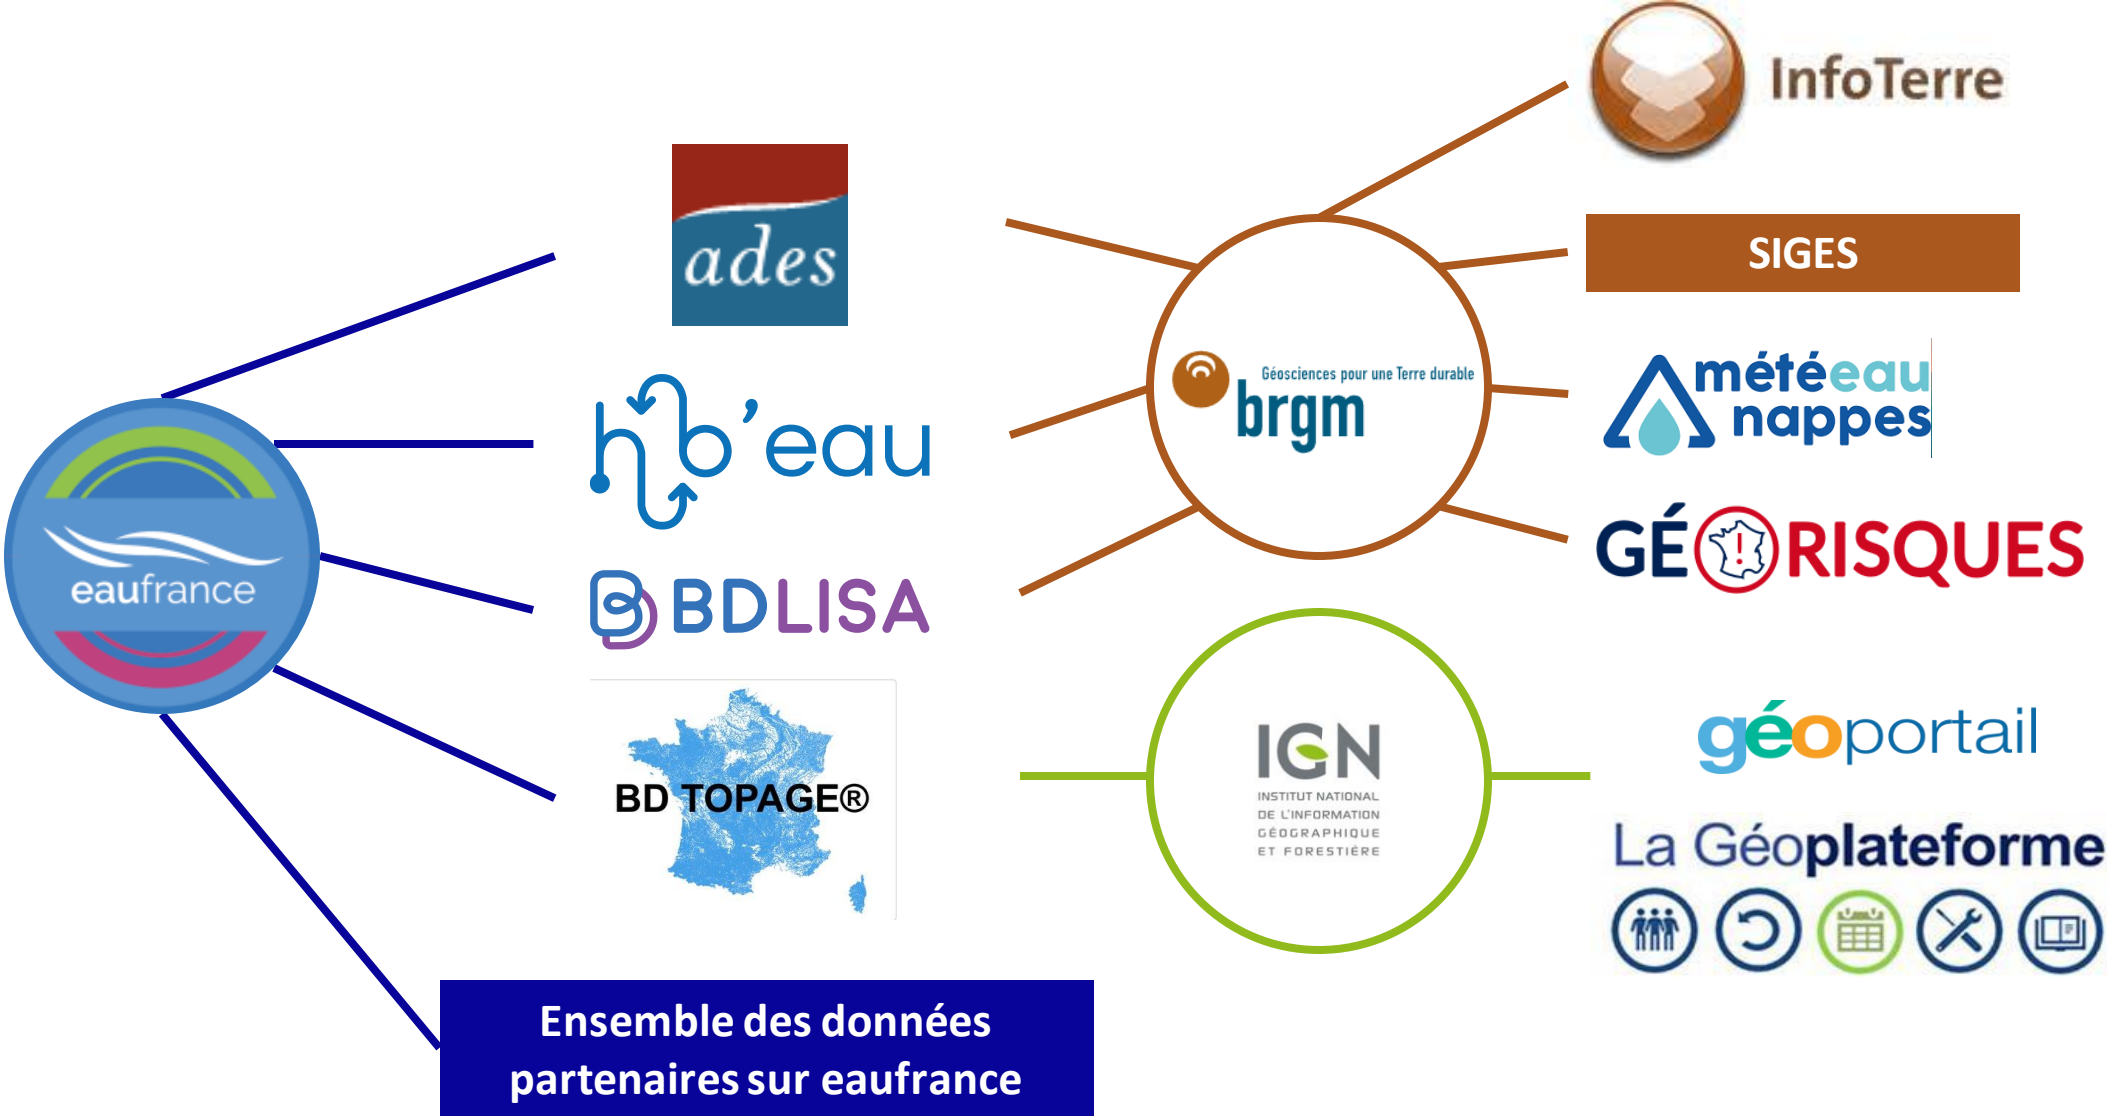 InfoTerre
ades
SIGES
météeau
nappes
Géosciences pour une Terre durable
brgm
hub'eau
GÉORISQUES
eaufrance
BDLISA
BD TOPAGE®
IGN
INSTITUT NATIONAL
DE L'INFORMATION
GÉOGRAPHIQUE
ET FORESTIÈRE
géoportail
La Géoplateforme
Ensemble des données
partenaires sur eaufrance